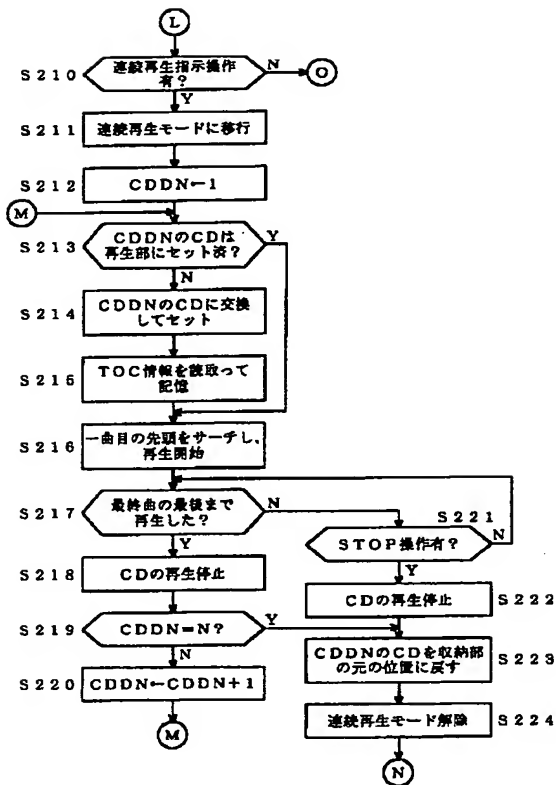 L
S210
連続再生指示操作
有?
N
O
Y
S211
連続再生モードに移行
S212
CDDN←1
M
S213
CDDNのCDは
再生部にセット済?
Y
N
S214
CDDNのCDに交換
してセット
S215
TOC情報を読取って
記憶
S216
一曲目の先頭をサーチし、
再生開始
S217
最終曲の最後まで
再生した?
N
Y
S221
STOP操作有?
N
Y
S218
CDの再生停止
CDの再生停止
S222
S219
CDDN=N?
Y
N
CDDNのCDを収納部
の元の位置に戻す
S223
S220
CDDN←CDDN+1
連続再生モード解除
S224
M
N